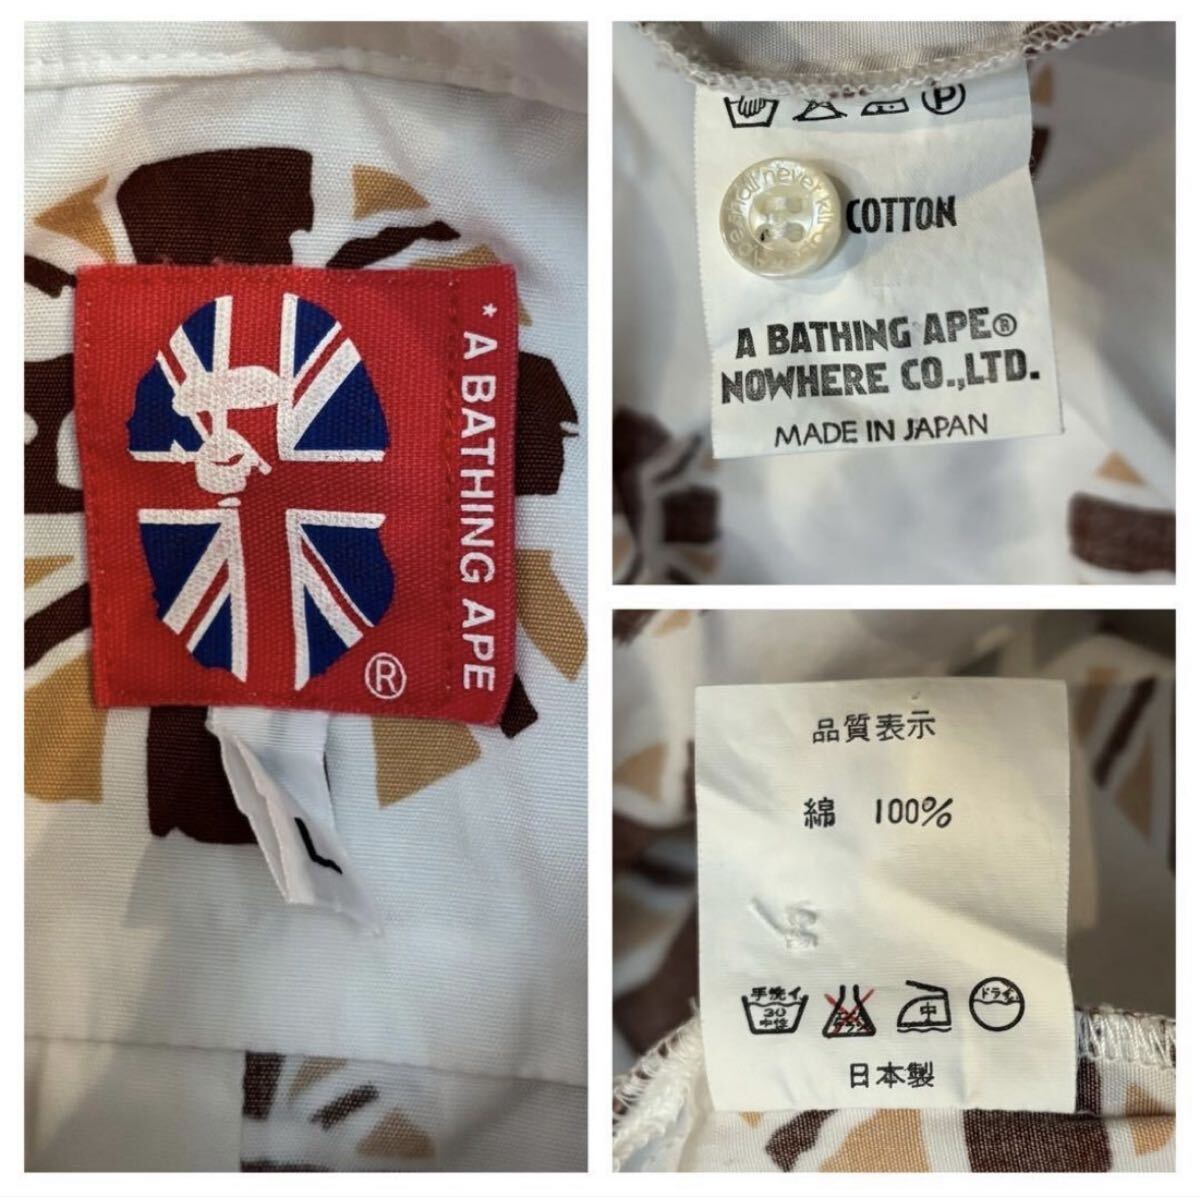 * A BATHING APE
®
L
P
COTTON
A BATHING APE®
NOWHERE CO.,LTD.
MADE IN JAPAN
品質表示
綿 100%
手洗イ
30
中性
中
ドライ
日本製